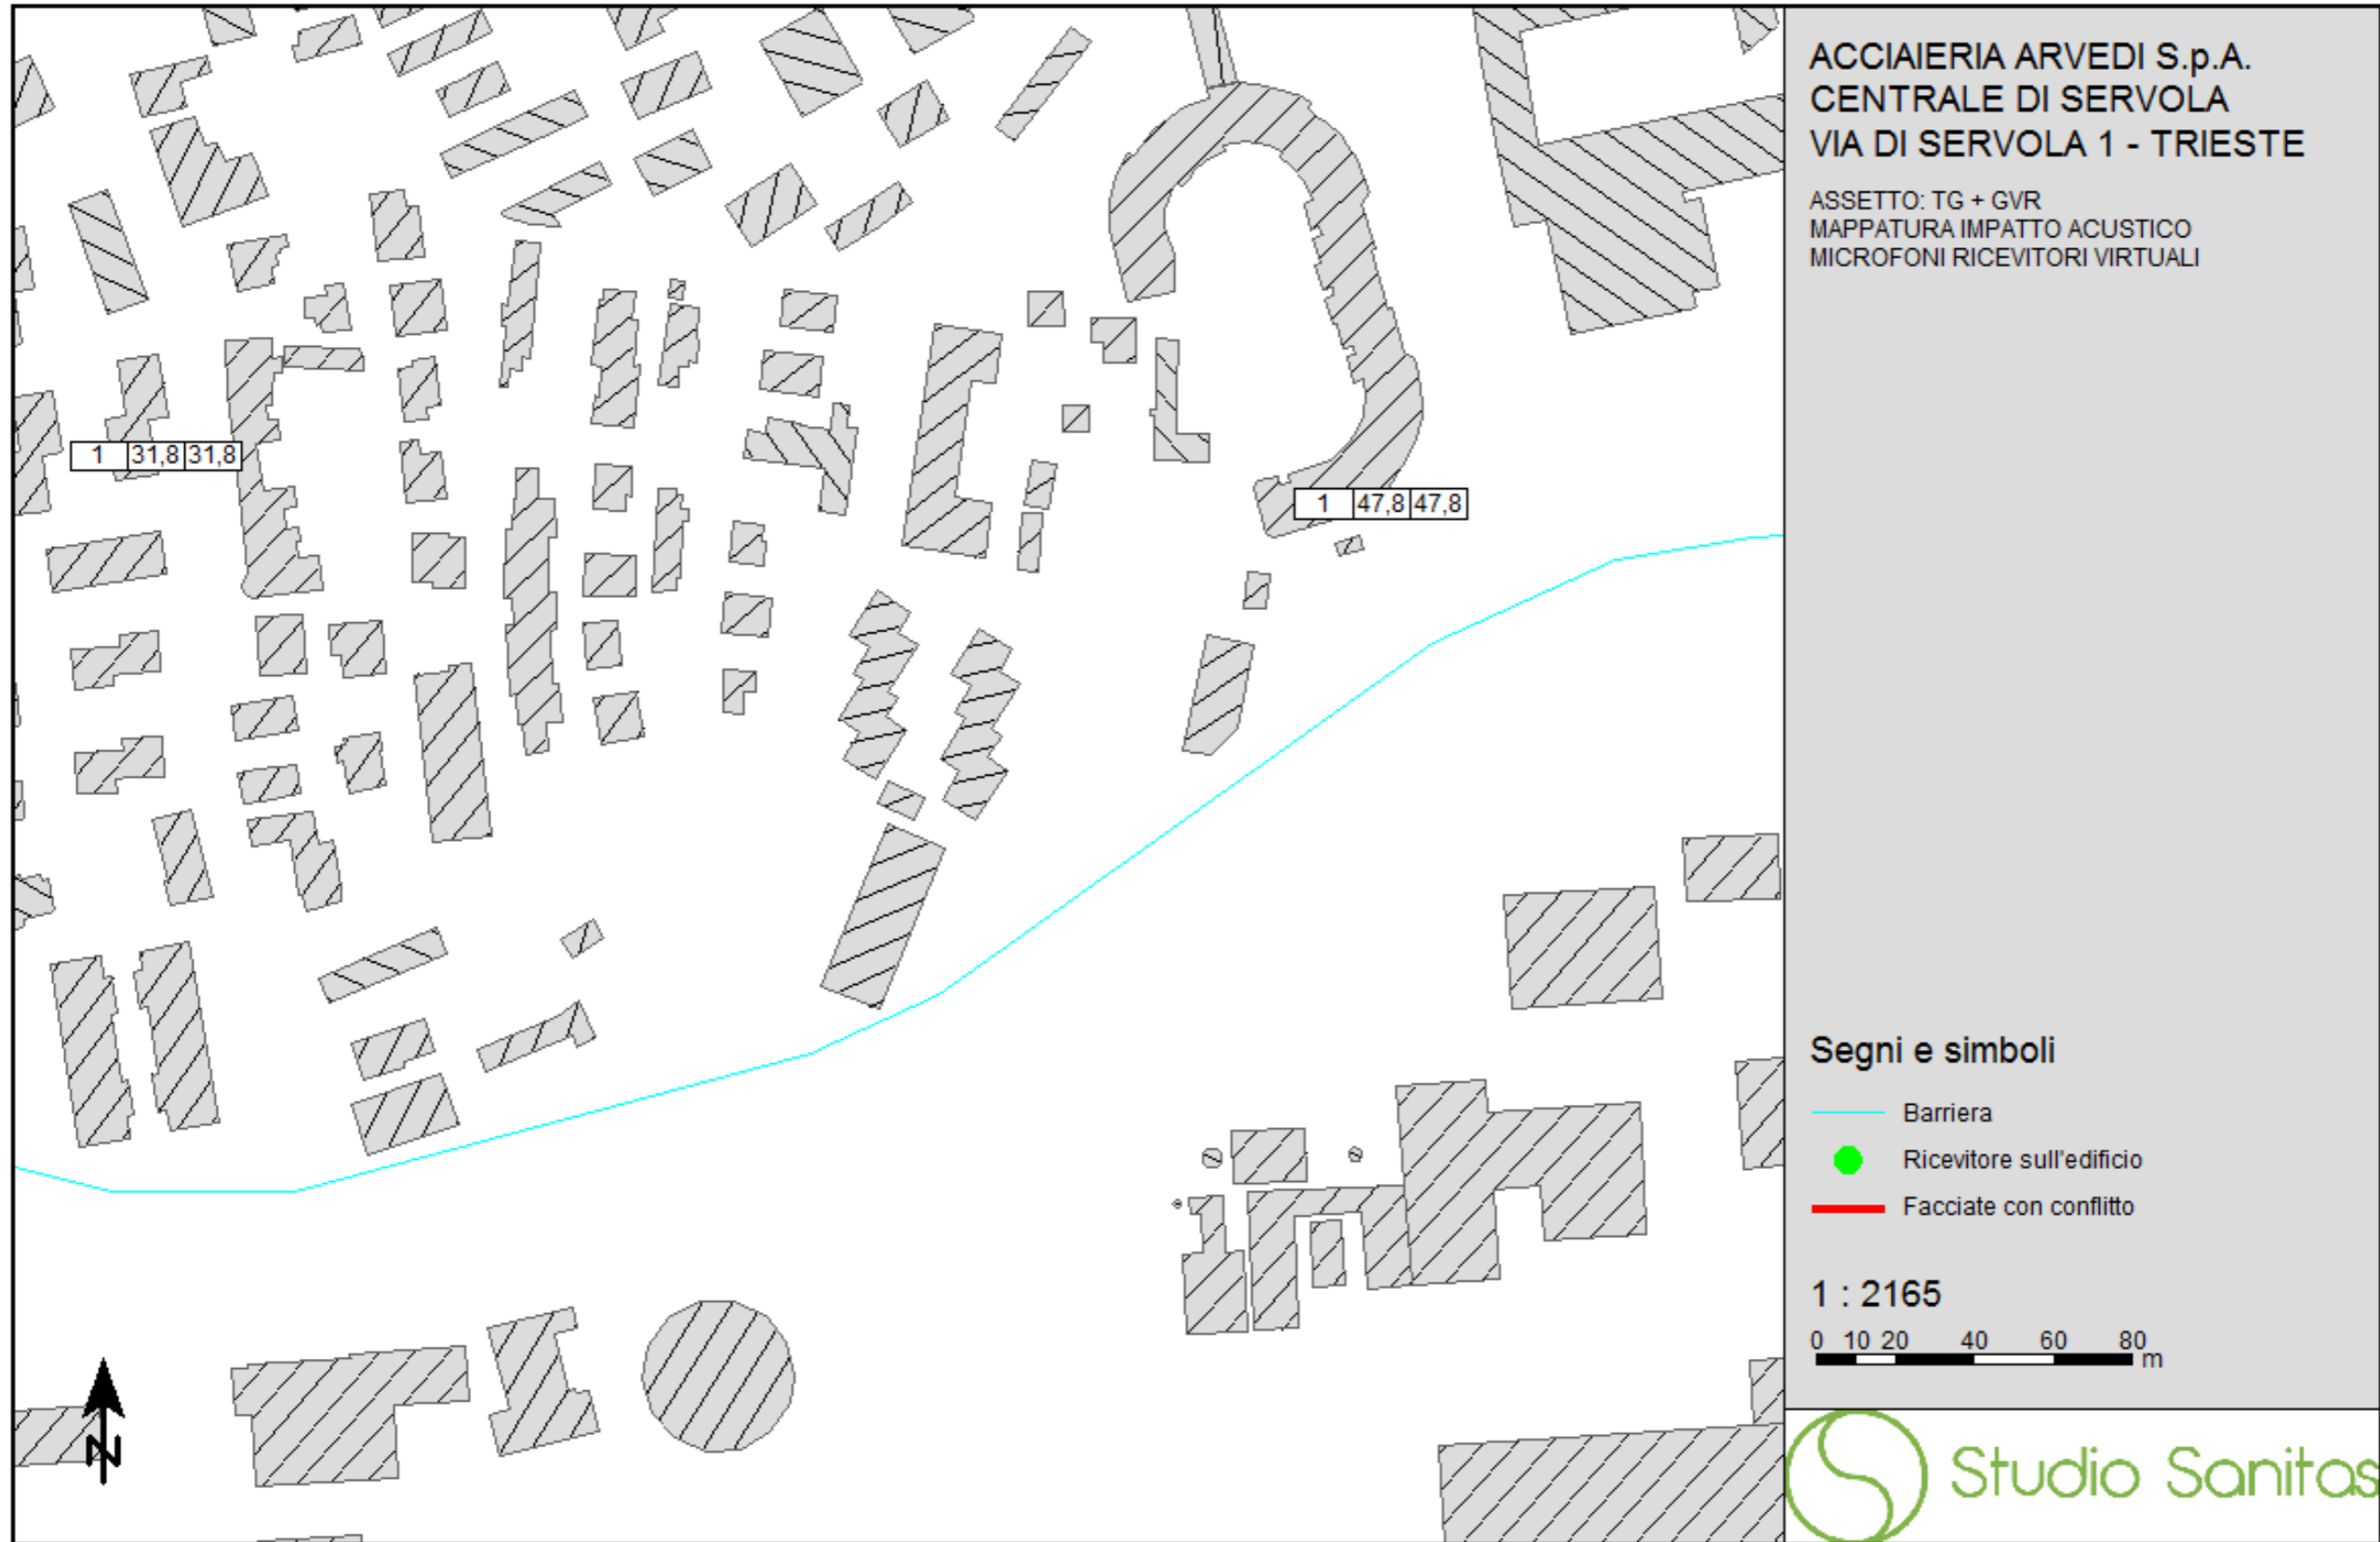 ACCIAIERIA ARVEDI S.p.A.
CENTRALE DI SERVOLA
VIA DI SERVOLA 1 - TRIESTE
ASSETTO: TG + GVR
MAPPATURA IMPATTO ACUSTICO
MICROFONI RICEVITORI VIRTUALI
1 31,8 31,8
1 47,8 47,8
Segni e simboli
Barriera
Ricevitore sull'edificio
Facciate con conflitto
1 : 2165
0 10 20 40 60 80
m
N
Studio Sanitas